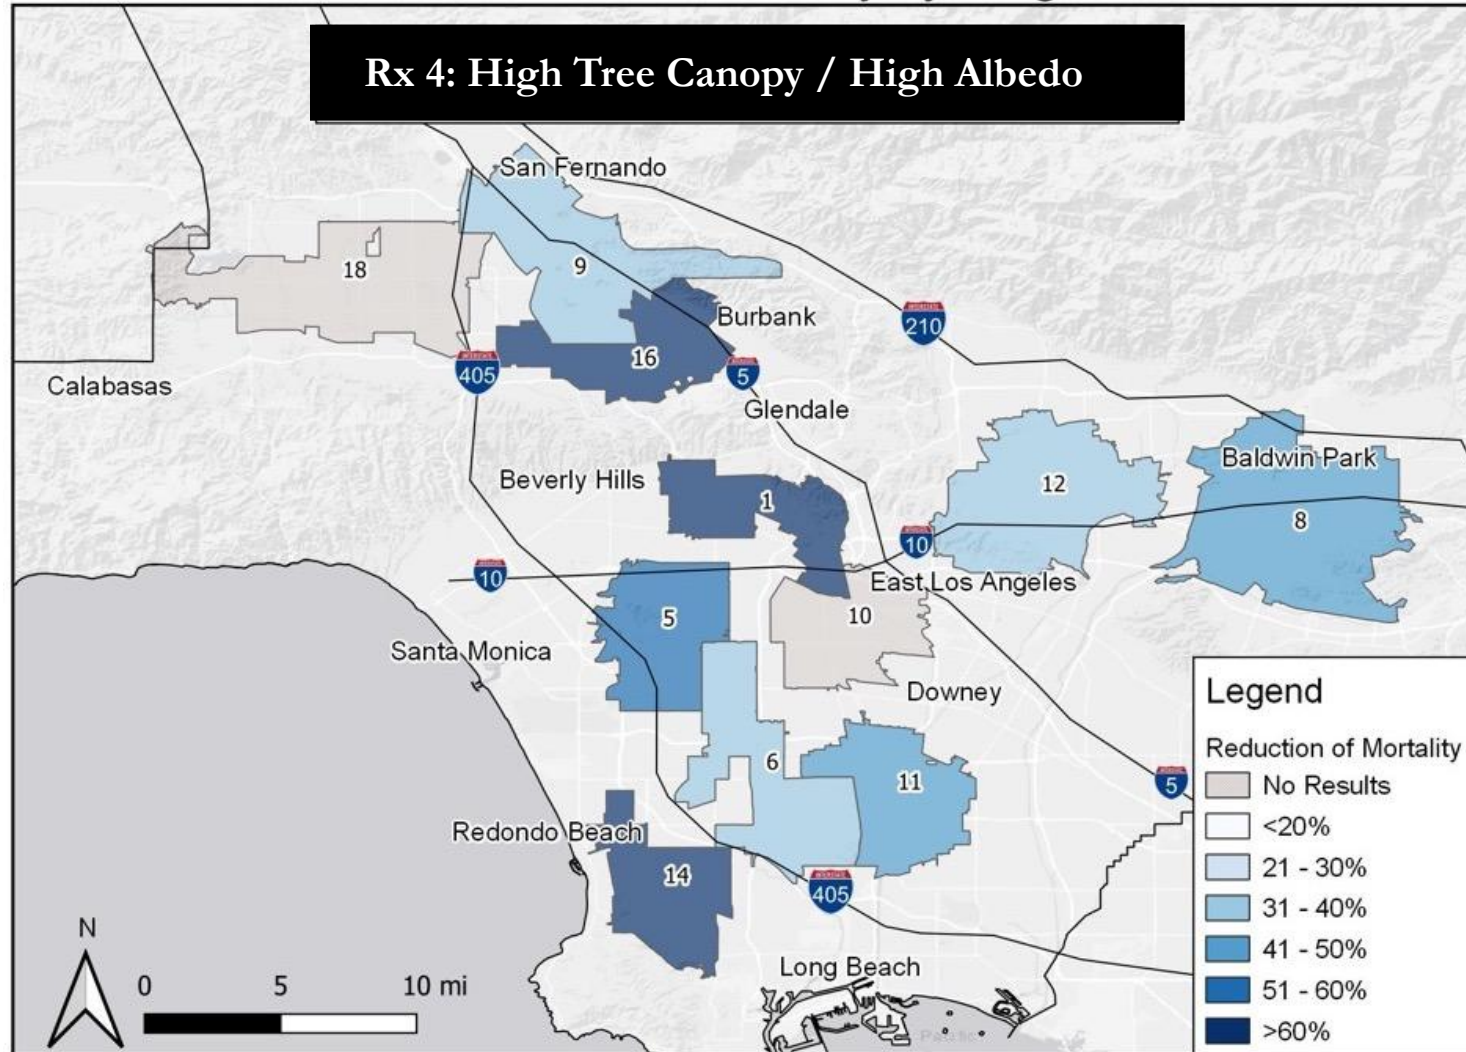 Rx 4: High Tree Canopy / High Albedo
San Fernando
18
9
Burbank
210
16
405
5
Calabasas
Glendale
Beverly Hills
1
12
Baldwin Park
8
10
10
East Los Angeles
5
10
Santa Monica
Downey
6
11
5
Redondo Beach
14
405
Long Beach
N
0 5 10 mi
Legend
Reduction of Mortality
No Results
<20%
21 - 30%
31 - 40%
41 - 50%
51 - 60%
>60%